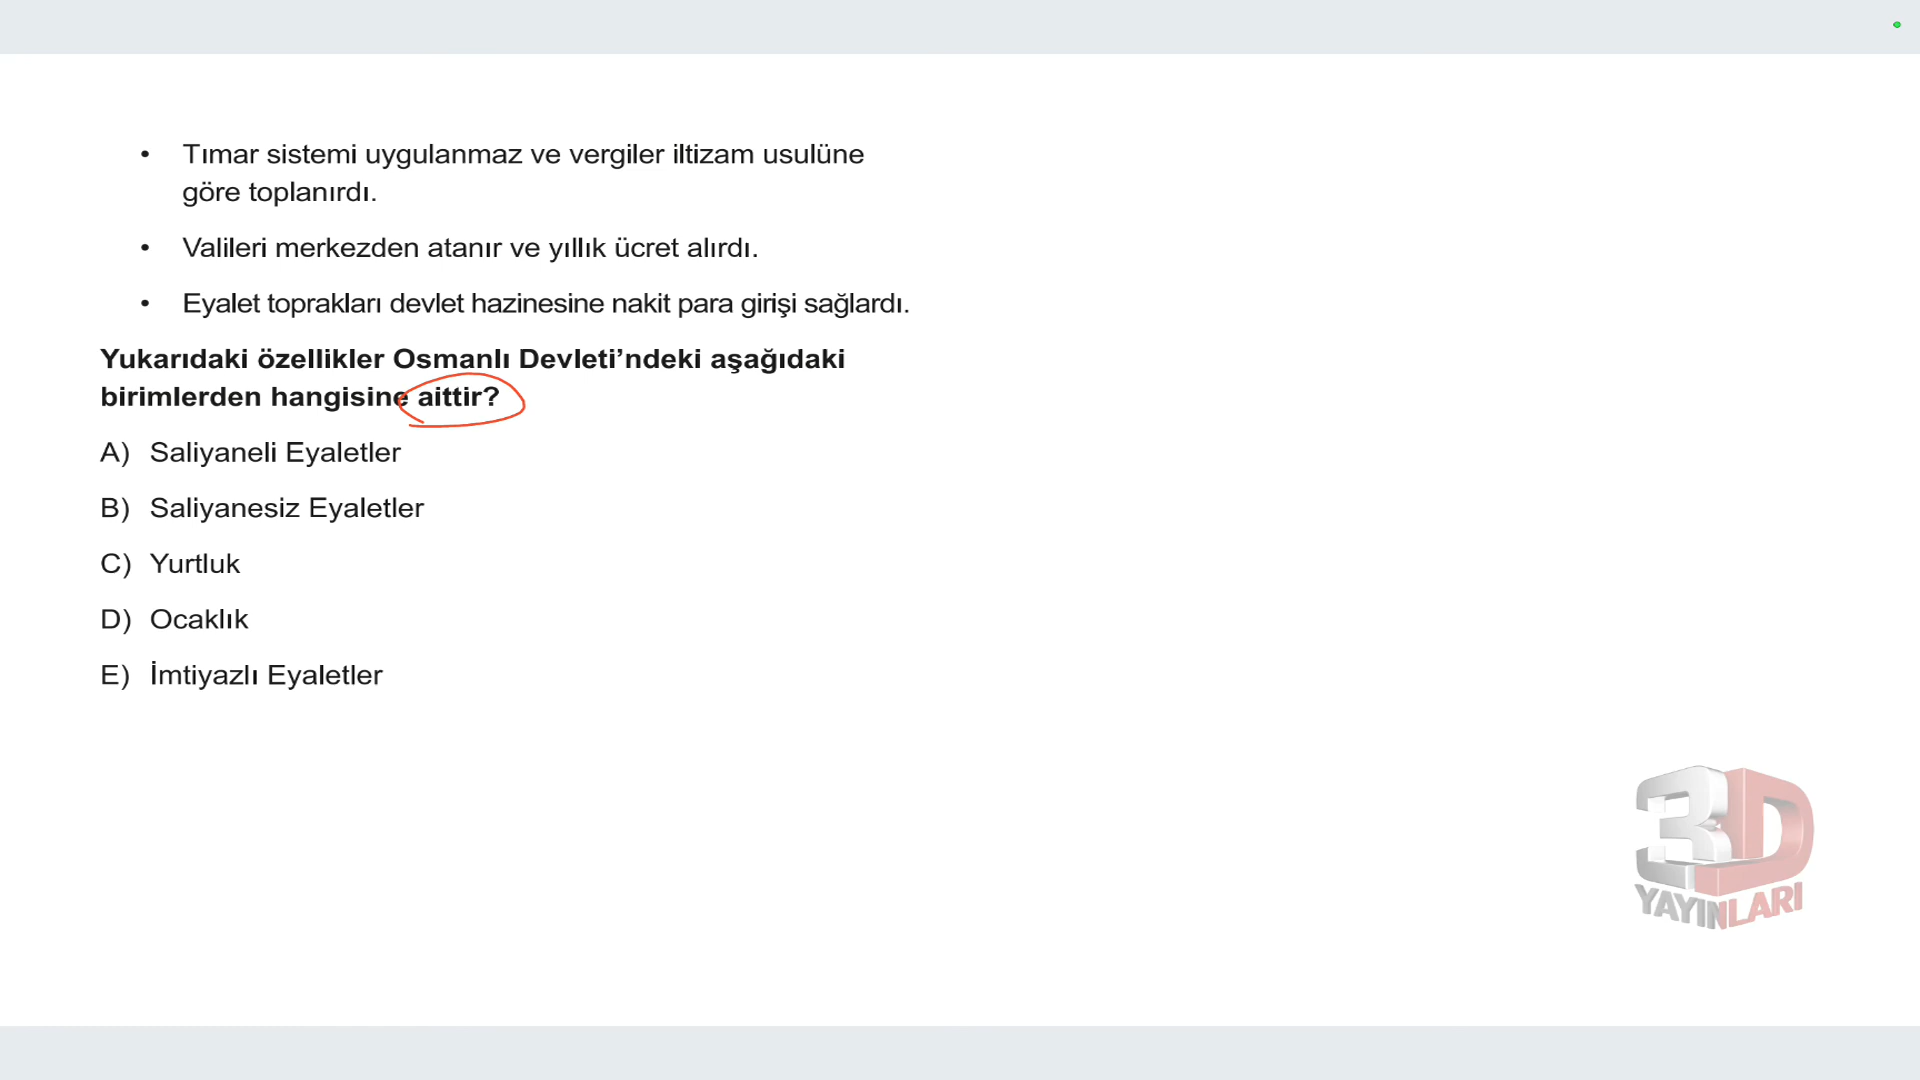 • Tımar sistemi uygulanmaz ve vergiler iltizam usulüne
göre toplanırdı.
• Valileri merkezden atanır ve yıllık ücret alırdı.
• Eyalet toprakları devlet hazinesine nakit para girişi sağlardı.
Yukarıdaki özellikler Osmanlı Devleti’ndeki aşağıdaki
birimlerden hangisine aittir?
A) Saliyaneli Eyaletler
B) Saliyanesiz Eyaletler
C) Yurtluk
D) Ocaklık
E) İmtiyazlı Eyaletler
3D
YAYINLARI